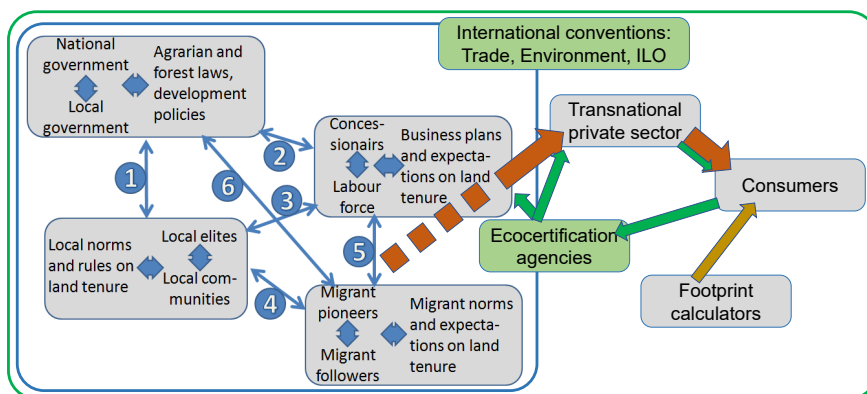 International conventions:
Trade, Environment, ILO
National
government
Local
government
Agrarian and
forest laws,
development
policies
Transnational
private sector
Conces-
sionairs
Labour
force
Business plans
and expecta-
tions on land
tenure
Consumers
1
2
6
3
Local norms
and rules on
land tenure
Local elites
Local com-
munities
5
Ecocertification
agencies
4
Migrant
pioneers
Migrant
followers
Migrant norms
and expecta-
tions on land
tenure
Footprint
calculators